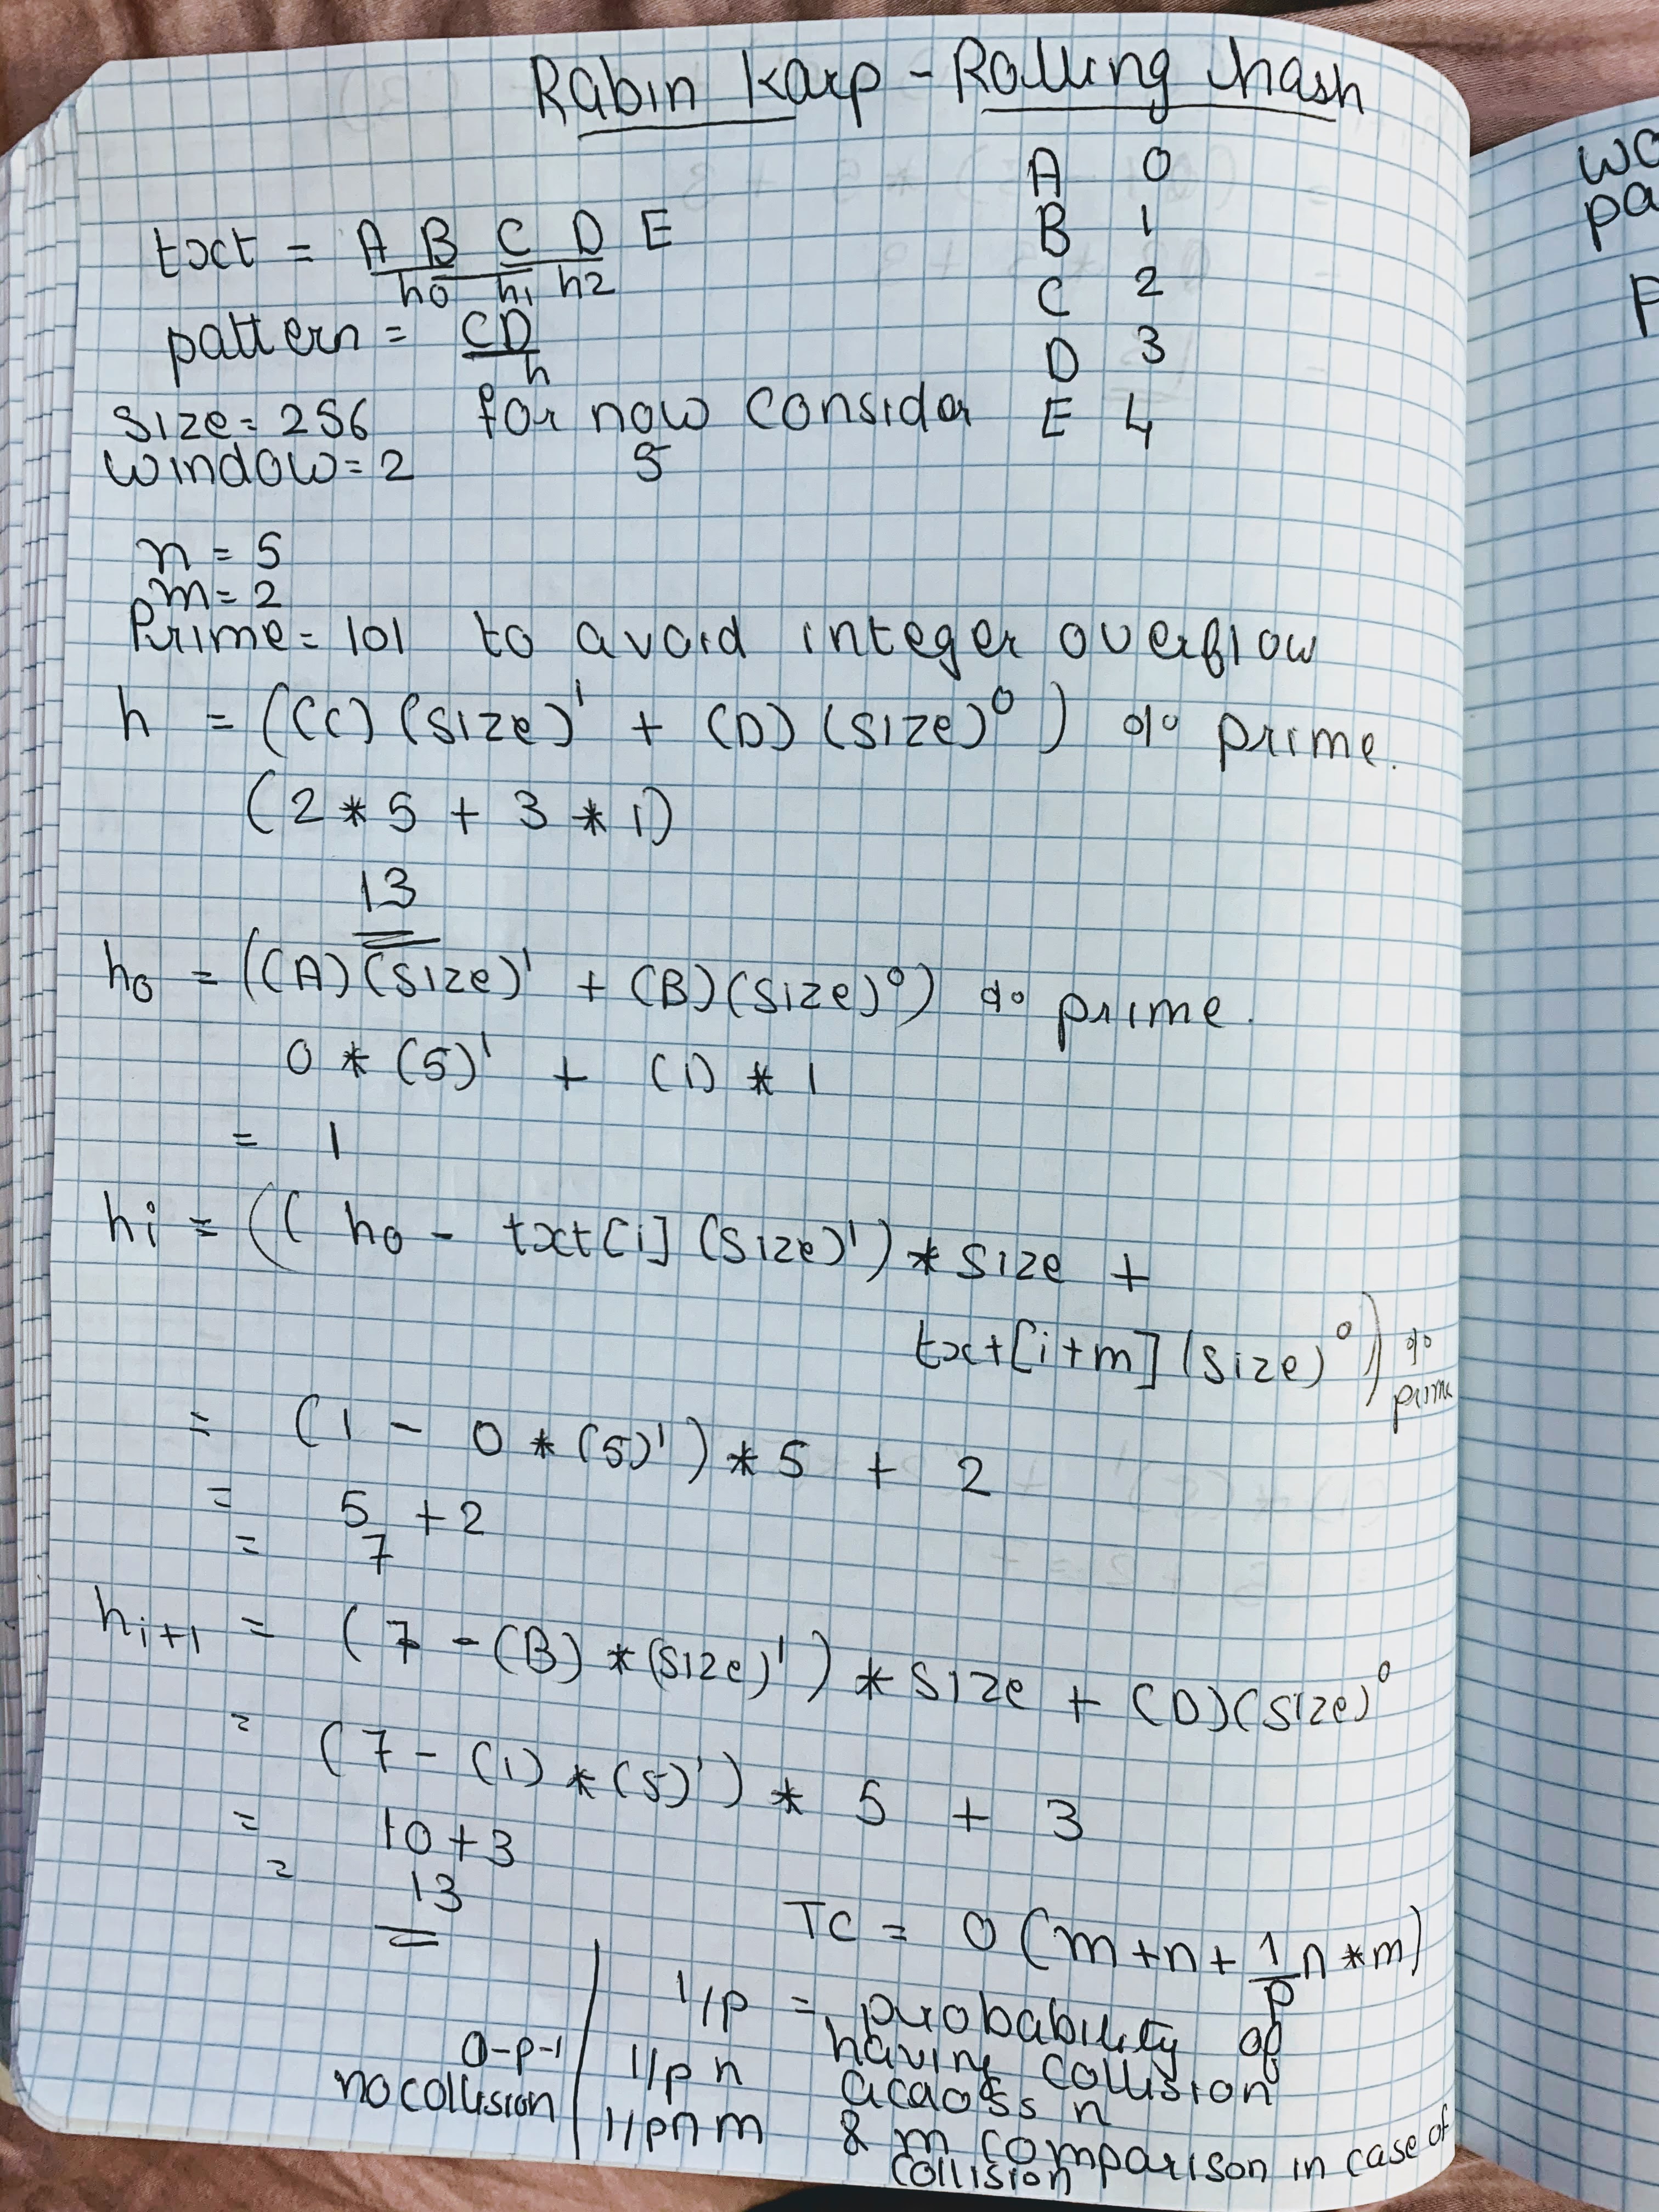 Rabin Karp - Rolling hash
A 0
txt = A B C D E
B 1
h0 h1 h2
C 2
pattern = CD
D 3
h
size = 256 for now consider E 4
window = 2 5
n = 5
m = 2
Prime = 101 to avoid integer overflow
h = ((C) (size)¹ + (D) (size)⁰) % prime.
(2 * 5 + 3 * 1)
13
h0 = ((A) (size)¹ + (B) (size)⁰) % prime.
0 * (5)¹ + (1) * 1
= 1
hi = (( h0 - txt[i] (size)¹) * size +
txt[i+m] (size)⁰) % prime
= (1 - 0 * (5)¹) * 5 + 2
= 5 + 2
= 7
hi+1 = (7 - (B) * (size)¹) * size + (D)(size)⁰
= (7 - (1) * (5)¹) * 5 + 3
= 10 + 3
= 13
TC = O (m + n + 1/p n * m)
1/p = probability of
having collision
0-p-1 1/p n across n
no collision 1/p n m & m comparison in case of
collision
wo
pa
P